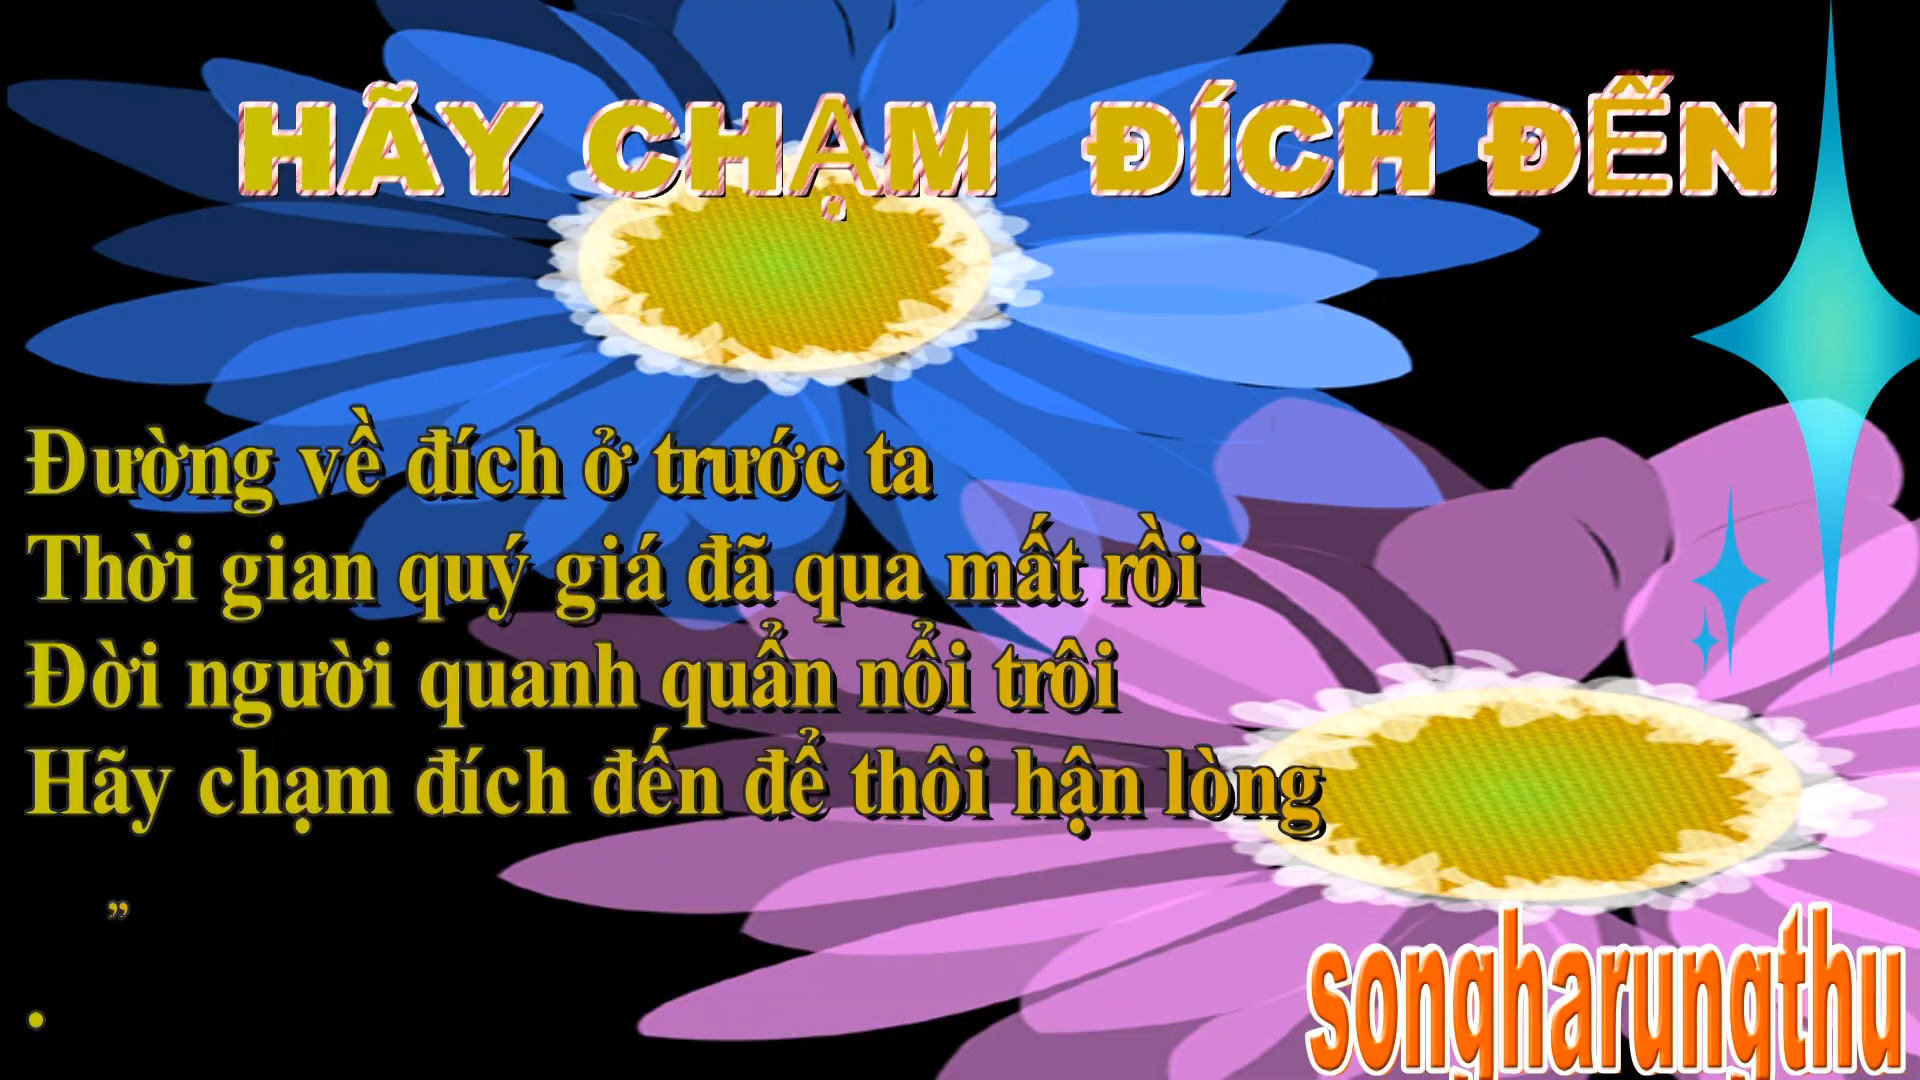 HÃY CHẠM ĐÍCH ĐẾN
Đường về đích ở trước ta
Thời gian quý giá đã qua mất rồi
Đời người quanh quẩn nổi trôi
Hãy chạm đích đến để thôi hận lòng
”
.
songharungthu